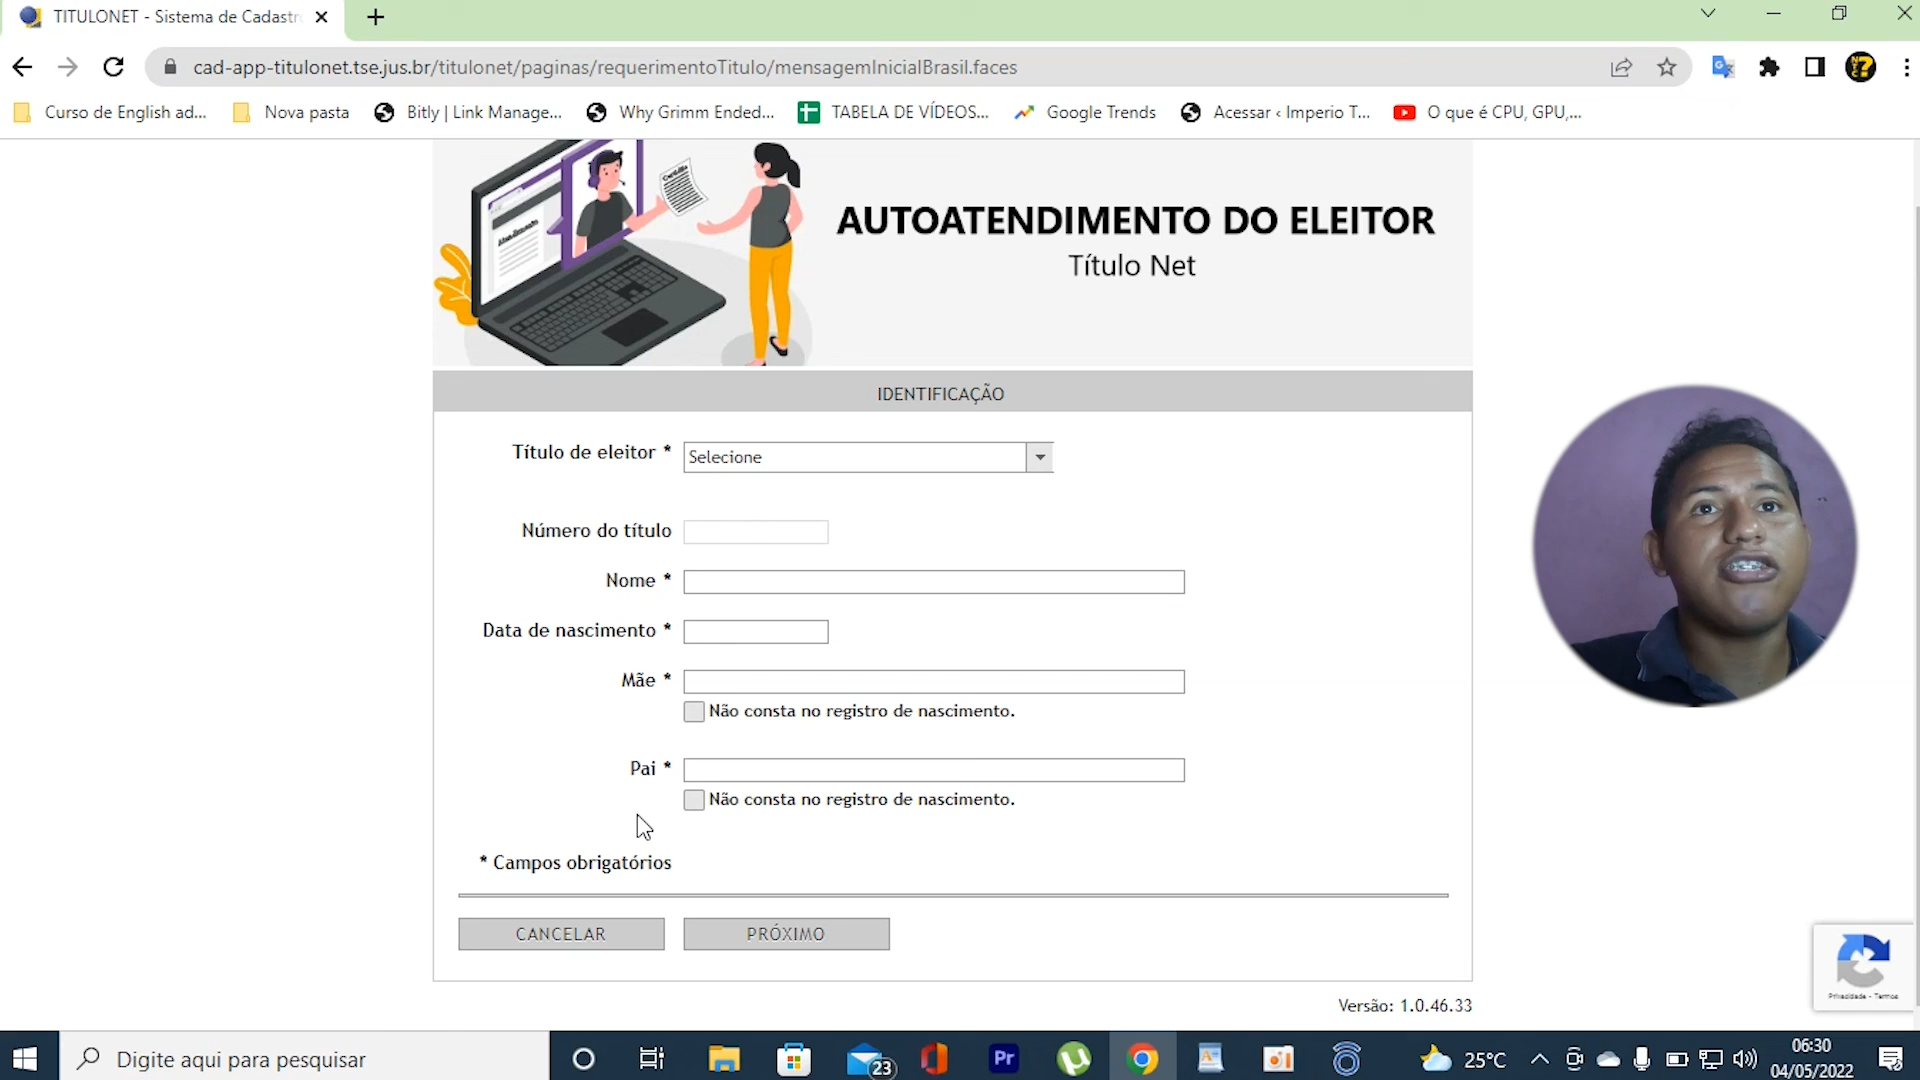 TITULONET - Sistema de Cadastr
cad-app-titulonet.tse.jus.br/titulonet/paginas/requerimentoTitulo/mensagemInicialBrasil.faces
Curso de English ad...
Nova pasta
Bitly | Link Manage...
Why Grimm Ended...
TABELA DE VÍDEOS...
Google Trends
Acessar ‹ Imperio T...
O que é CPU, GPU,...
AUTOATENDIMENTO DO ELEITOR
Título Net
IDENTIFICAÇÃO
Título de eleitor * Selecione
Número do título
Nome *
Data de nascimento *
Mãe *
Não consta no registro de nascimento.
Pai *
Não consta no registro de nascimento.
* Campos obrigatórios
CANCELAR
PRÓXIMO
Privacidade - Termos
Versão: 1.0.46.33
Digite aqui para pesquisar
23
Pr
25°C
06:30
04/05/2022